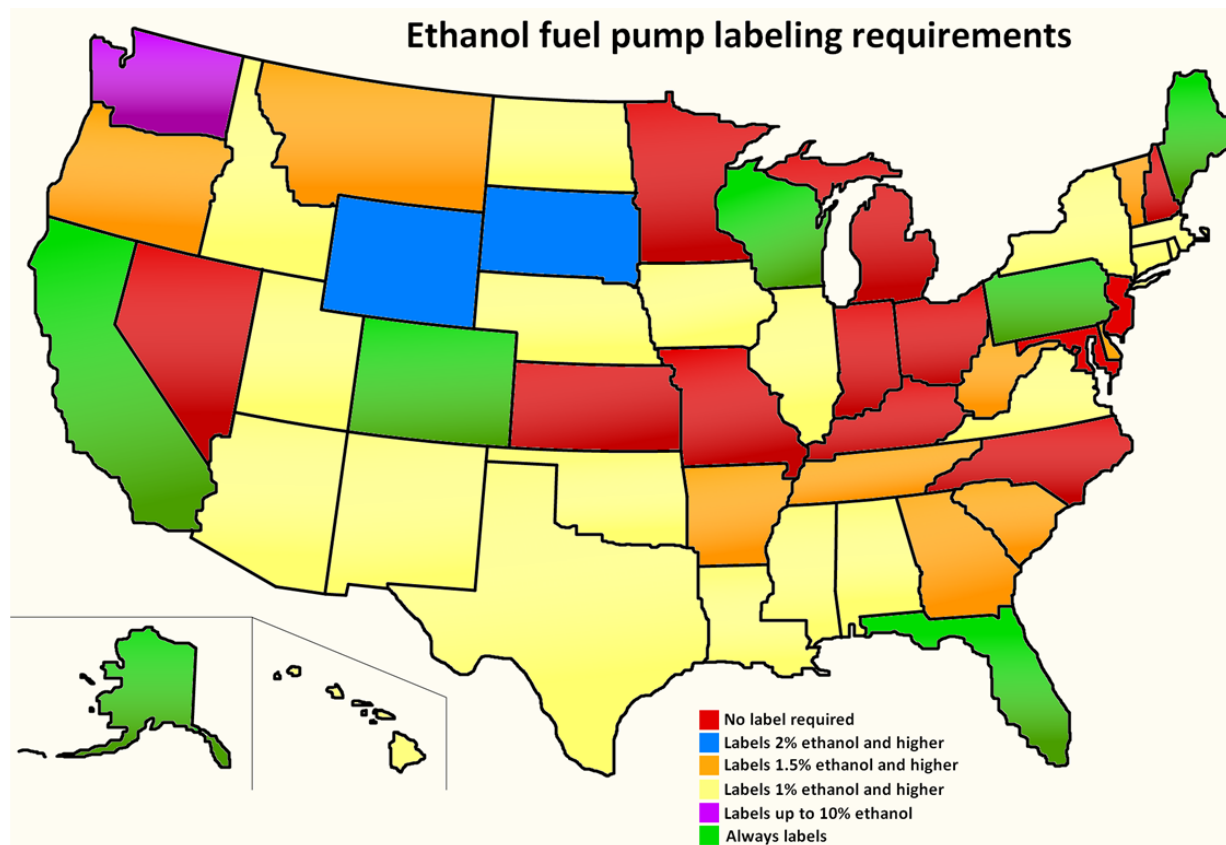 Ethanol fuel pump labeling requirements
No label required
Labels 2% ethanol and higher
Labels 1.5% ethanol and higher
Labels 1% ethanol and higher
Labels up to 10% ethanol
Always labels